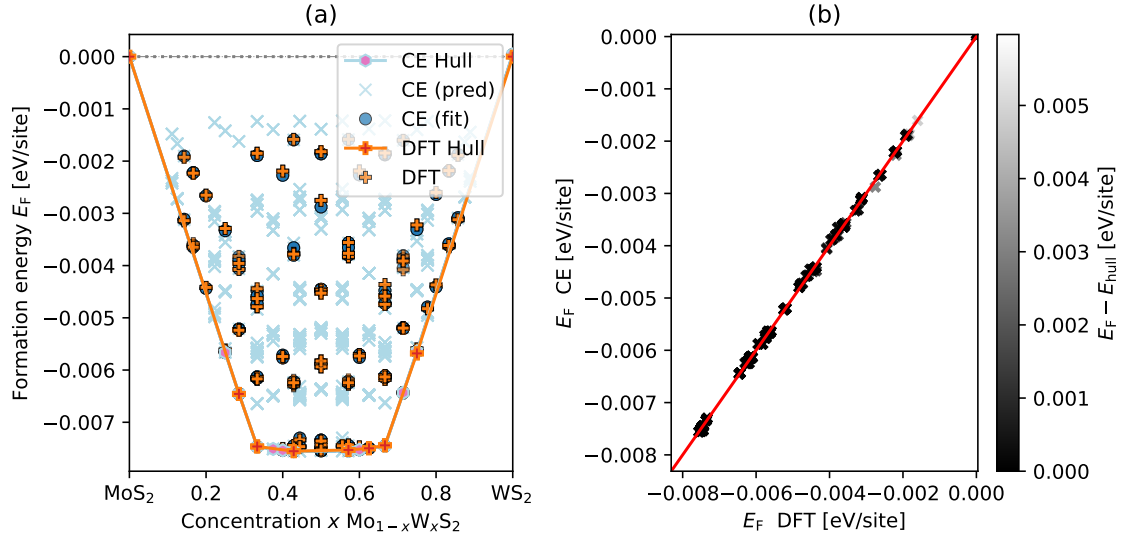 (a)
Formation energy E_F [eV/site]
0.000
−0.001
−0.002
−0.003
−0.004
−0.005
−0.006
−0.007
CE Hull
CE (pred)
CE (fit)
DFT Hull
DFT
MoS₂
0.2
0.4
0.6
0.8
WS₂
Concentration x Mo₁₋ₓWₓS₂
(b)
E_F CE [eV/site]
0.000
−0.001
−0.002
−0.003
−0.004
−0.005
−0.006
−0.007
−0.008
−0.008
−0.006
−0.004
−0.002
0.000
E_F DFT [eV/site]
0.005
0.004
0.003
0.002
0.001
0.000
E_F − E_hull [eV/site]